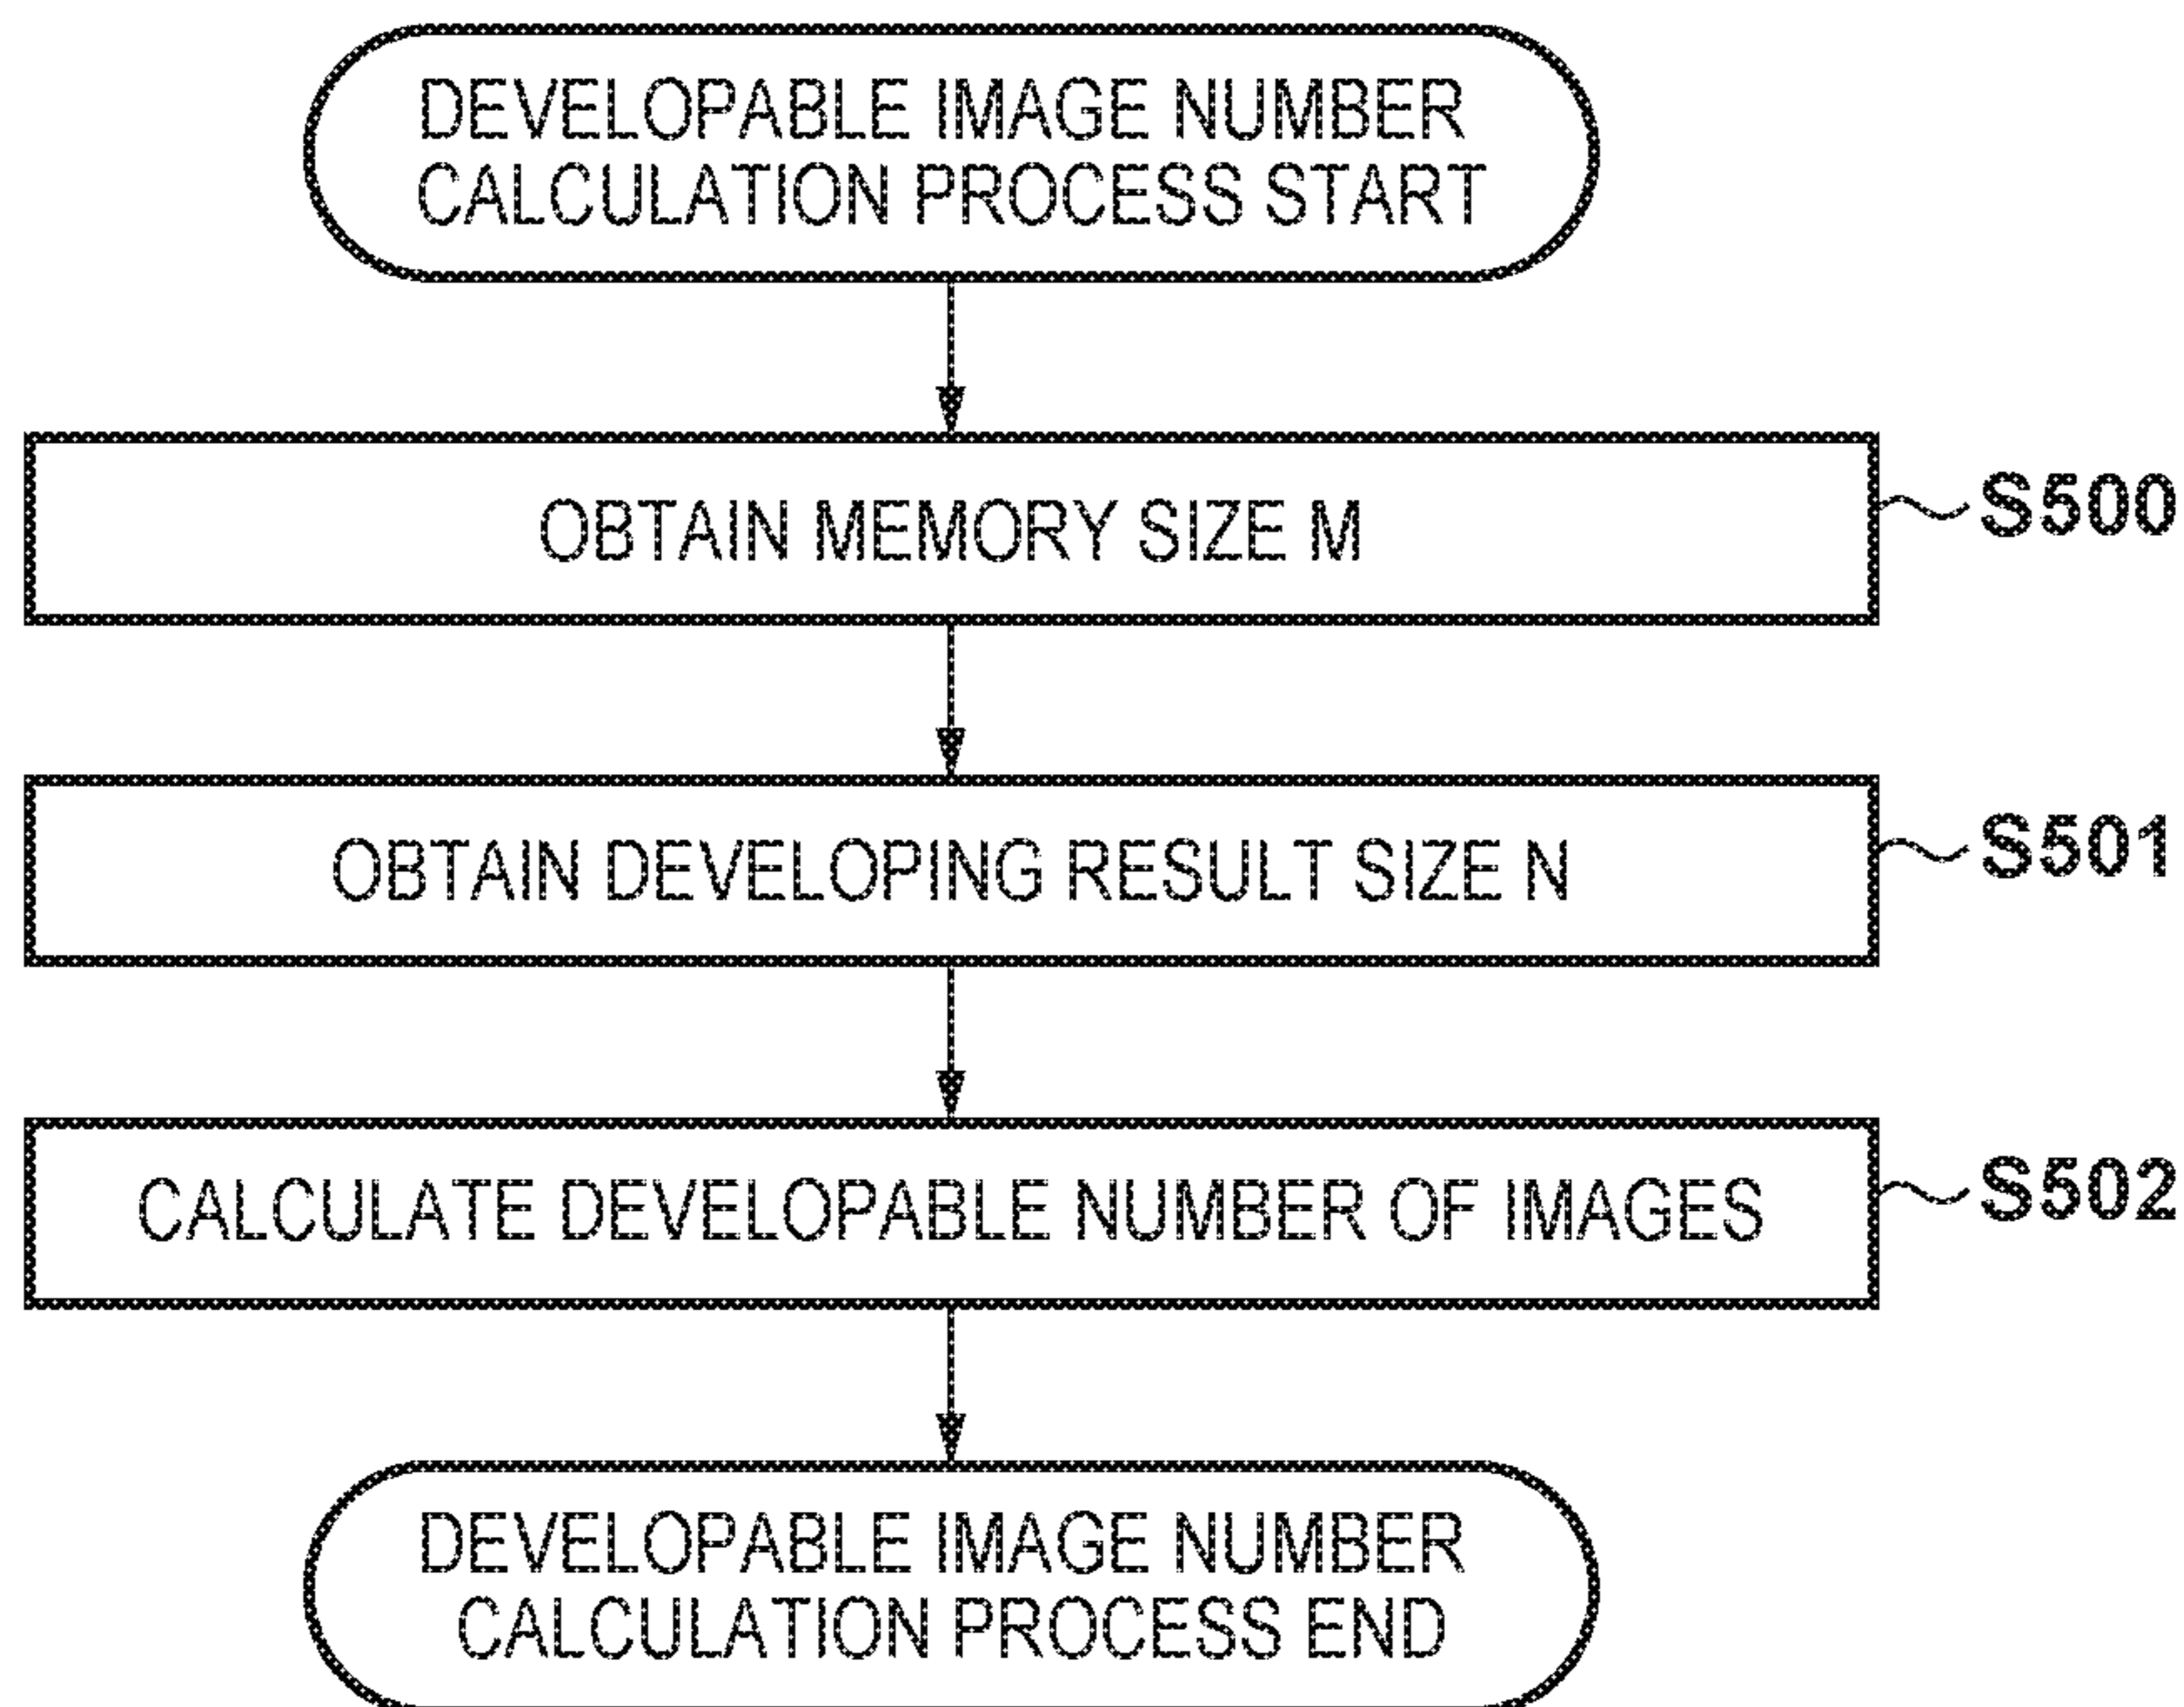 DEVELOPABLE IMAGE NUMBER
CALCULATION PROCESS START
OBTAIN MEMORY SIZE M
S500
OBTAIN DEVELOPING RESULT SIZE N
S501
CALCULATE DEVELOPABLE NUMBER OF IMAGES
S502
DEVELOPABLE IMAGE NUMBER
CALCULATION PROCESS END